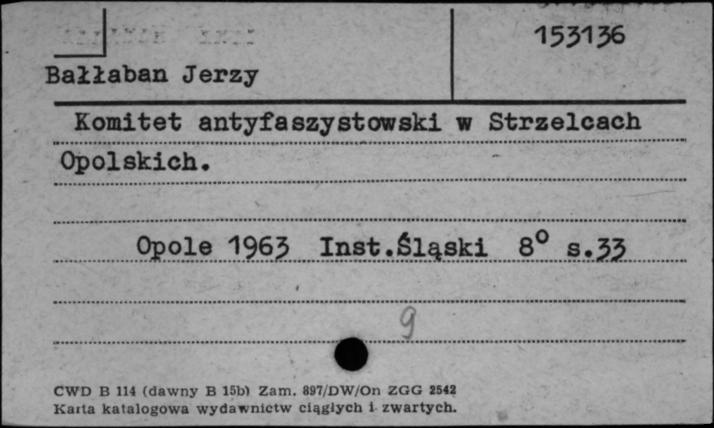 153136
Bałłaban Jerzy
Komitet antyfaszystowski w Strzelcach
Opolskich.
Opole 1963 Inst.Śląski 8° s.33
9
CWD B 114 (dawny B 15b) Zam. 897/DW/On ZGG 2542
Karta katalogowa wydawnictw ciągłych i zwartych.